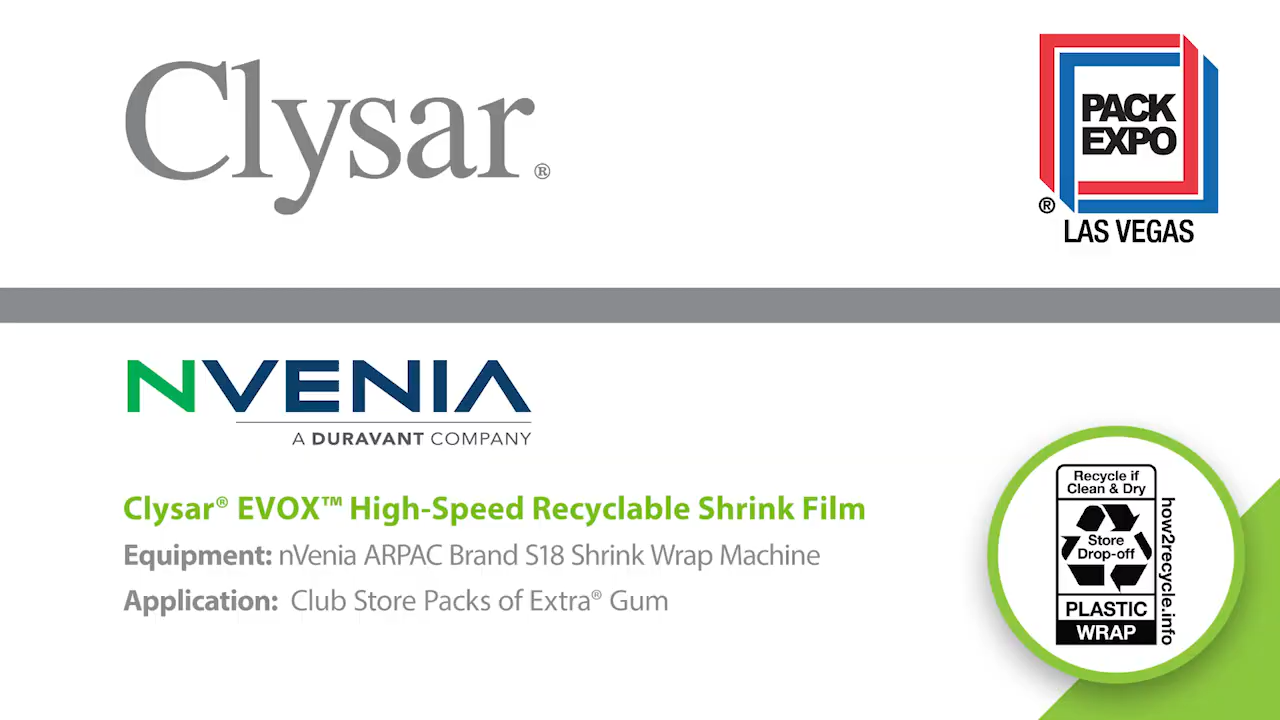 Clysar®
PACK
EXPO
®
LAS VEGAS
NVENIA
A DURAVANT COMPANY
Clysar® EVOX™ High-Speed Recyclable Shrink Film
Equipment: nVenia ARPAC Brand S18 Shrink Wrap Machine
Application: Club Store Packs of Extra® Gum
Recycle if
Clean & Dry
Store
Drop-off
PLASTIC
WRAP
how2recycle.info